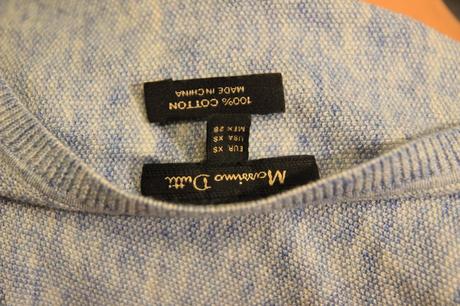 Massimo Dutti
EUR XS
USA XS
MEX 28
100% COTTON
MADE IN CHINA